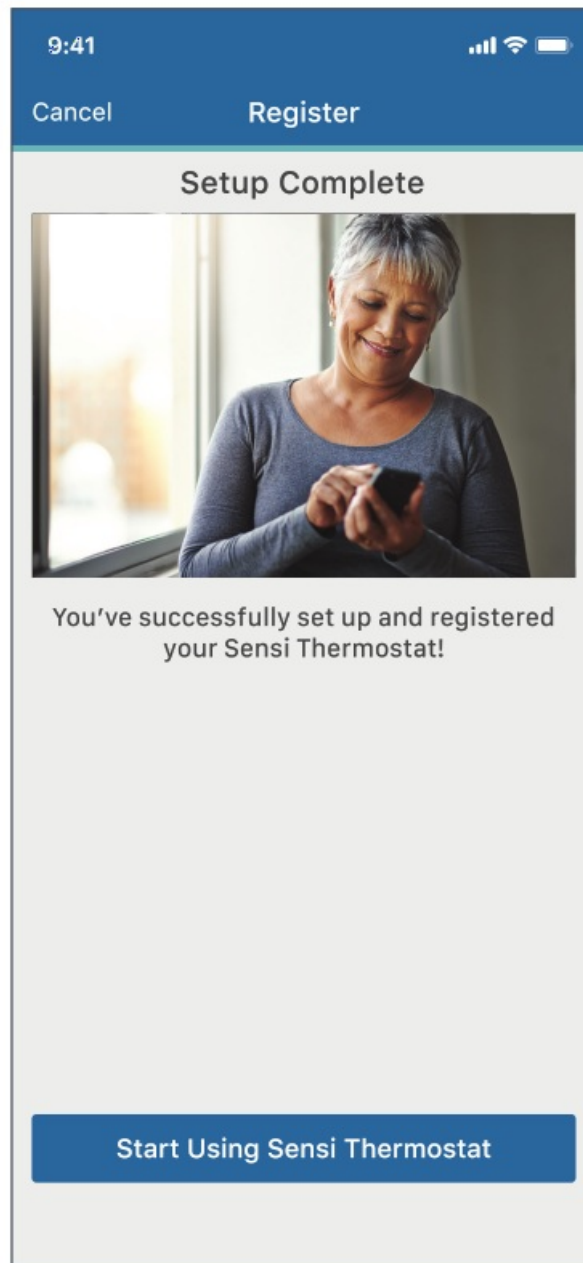 9:41
Cancel
Register
Setup Complete
You’ve successfully set up and registered
your Sensi Thermostat!
Start Using Sensi Thermostat